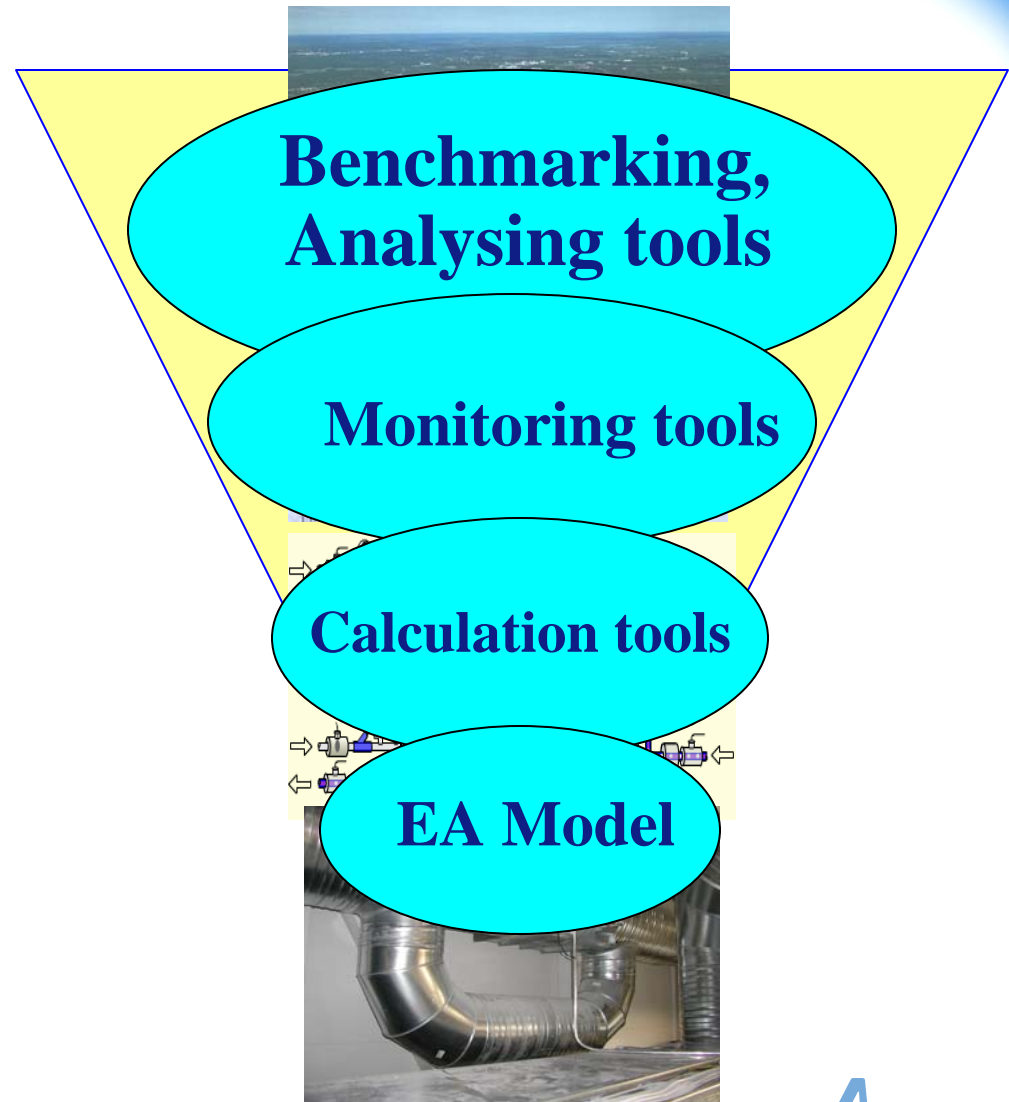 Benchmarking,
Analysing tools
Monitoring tools
Calculation tools
EA Model